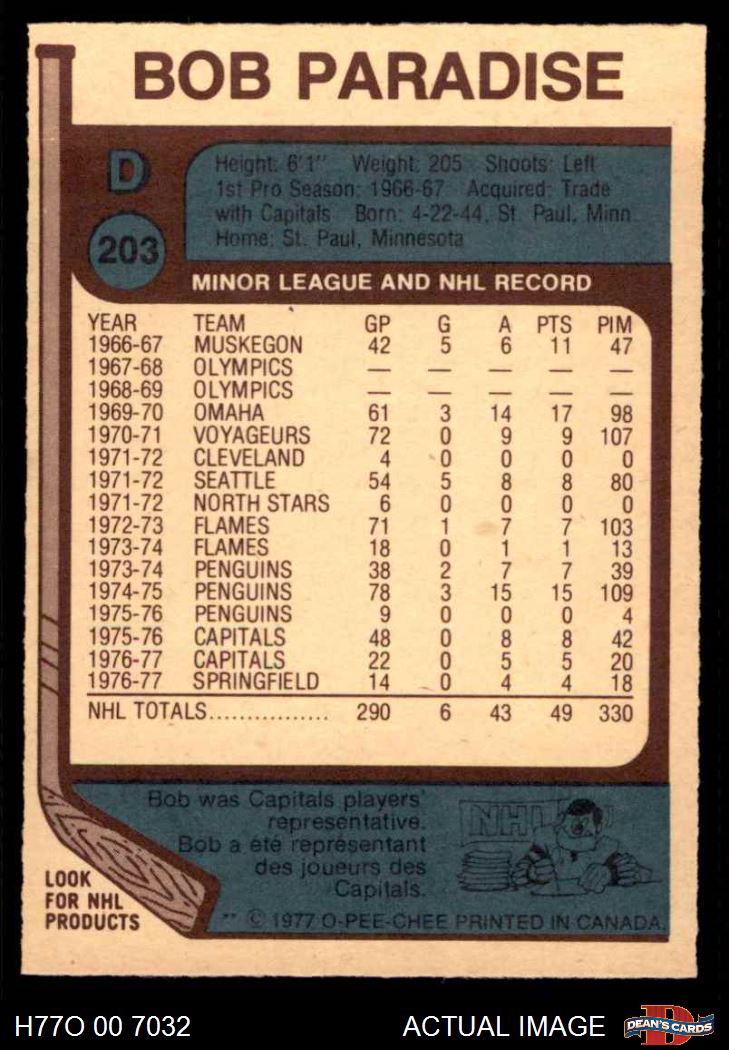 BOB PARADISE
D
203
Height: 6'1" Weight: 205 Shoots: Left
1st Pro Season: 1966-67 Acquired: Trade
with Capitals Born: 4-22-44, St. Paul, Minn.
Home: St. Paul, Minnesota
MINOR LEAGUE AND NHL RECORD
YEAR TEAM GP G A PTS PIM
1966-67 MUSKEGON 42 5 6 11 47
1967-68 OLYMPICS — — — — —
1968-69 OLYMPICS — — — — —
1969-70 OMAHA 61 3 14 17 98
1970-71 VOYAGEURS 72 0 9 9 107
1971-72 CLEVELAND 4 0 0 0 0
1971-72 SEATTLE 54 5 8 8 80
1971-72 NORTH STARS 6 0 0 0 0
1972-73 FLAMES 71 1 7 7 103
1973-74 FLAMES 18 0 1 1 13
1973-74 PENGUINS 38 2 7 7 39
1974-75 PENGUINS 78 3 15 15 109
1975-76 PENGUINS 9 0 0 0 4
1975-76 CAPITALS 48 0 8 8 42
1976-77 CAPITALS 22 0 5 5 20
1976-77 SPRINGFIELD 14 0 4 4 18
NHL TOTALS................ 290 6 43 49 330
Bob was Capitals players'
representative.
Bob a été représentant
des joueurs des
Capitals.
NHL
LOOK
FOR NHL
PRODUCTS
** © 1977 O-PEE-CHEE PRINTED IN CANADA.
H77O 00 7032 ACTUAL IMAGE
D
DEAN'S CARDS